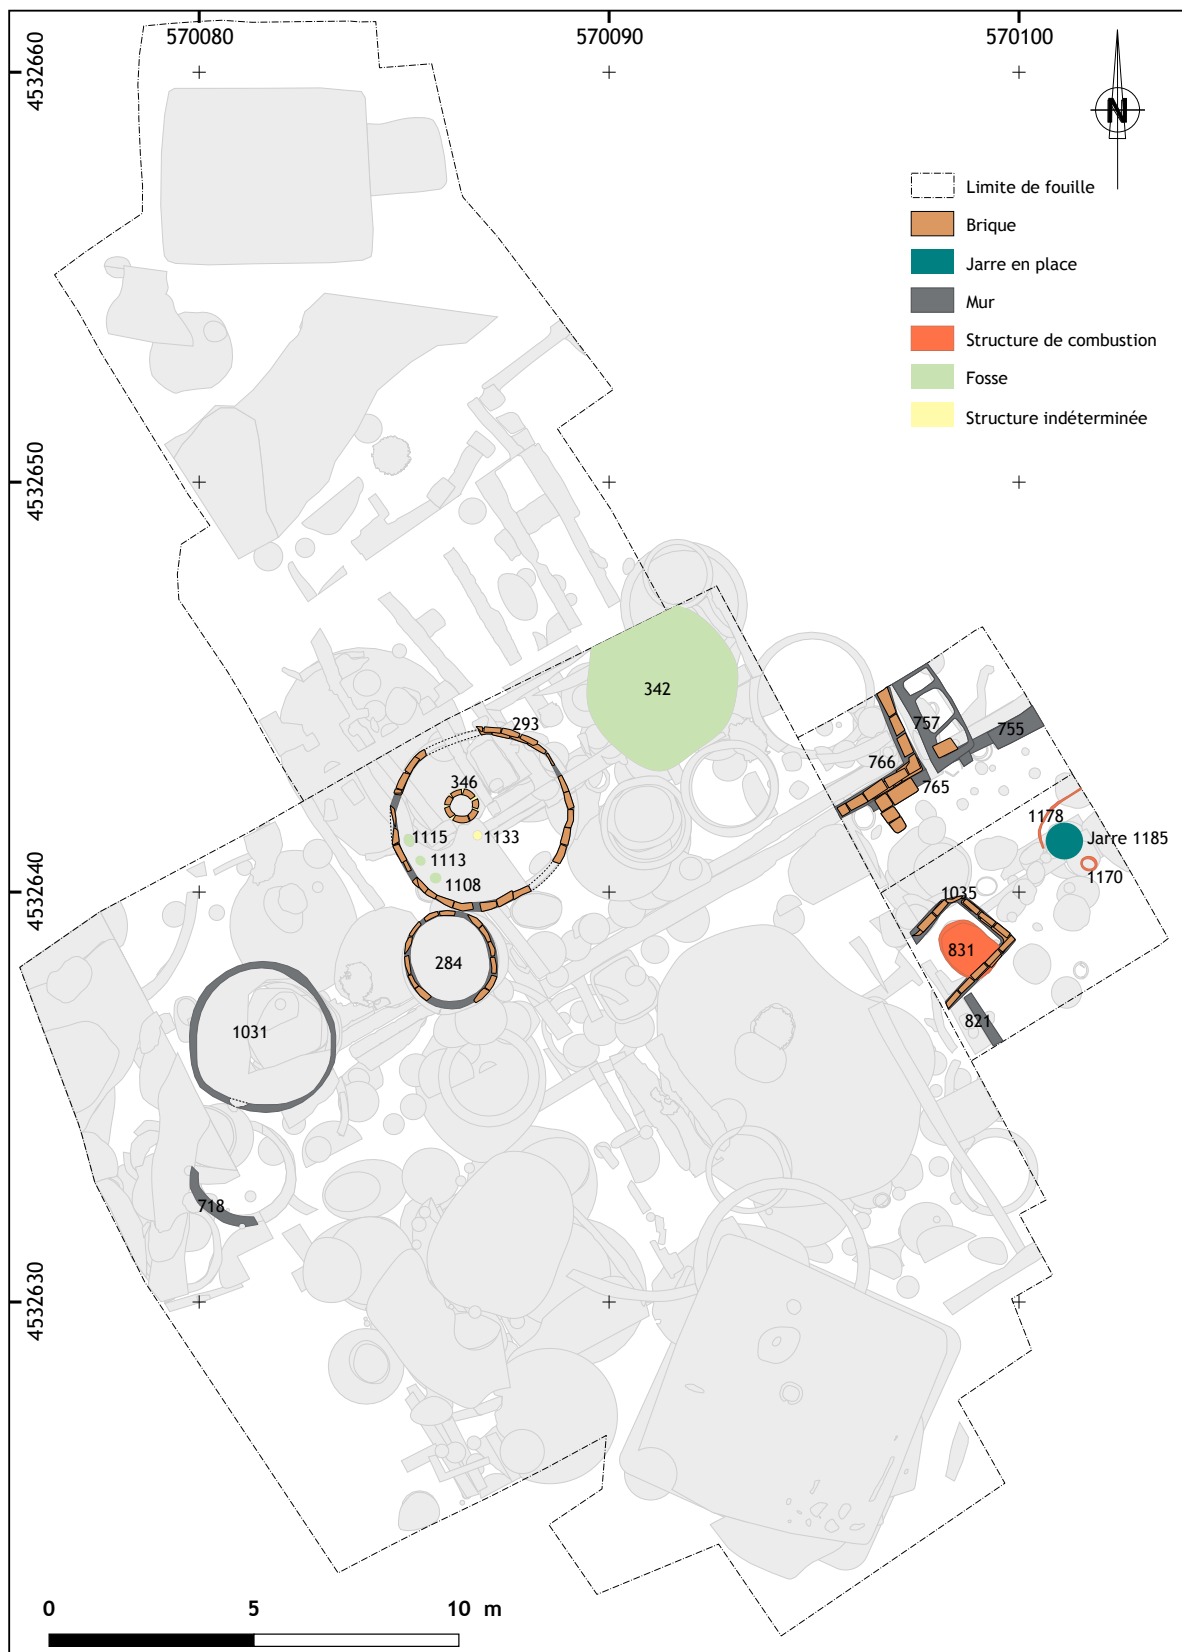 570080
570090
570100
4532660
4532650
4532640
4532630
N
Limite de fouille
Brique
Jarre en place
Mur
Structure de combustion
Fosse
Structure indéterminée
342
293
757
755
766
765
346
1178
1115
1133
Jarre 1185
1113
1170
1108
1035
284
831
1031
821
718
0 5 10 m